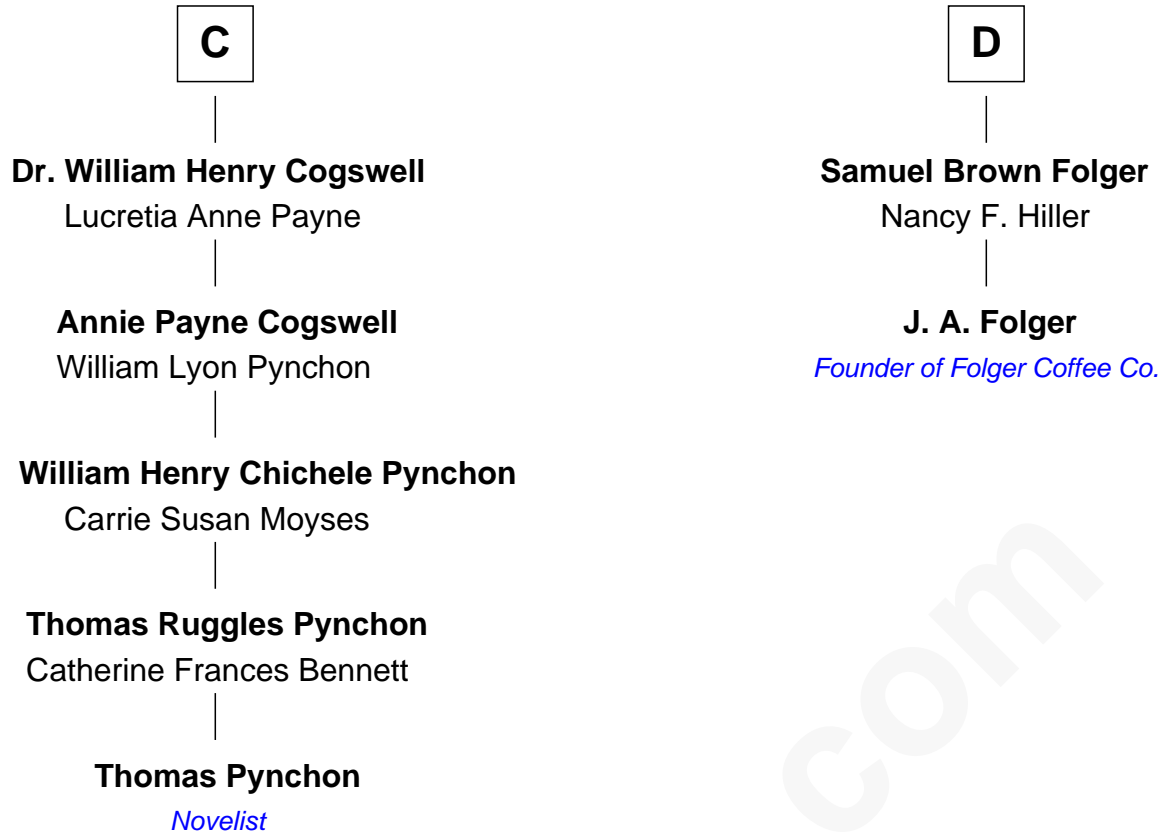 C
Dr. William Henry Cogswell
Lucretia Anne Payne
Annie Payne Cogswell
William Lyon Pynchon
William Henry Chichele Pynchon
Carrie Susan Moyses
Thomas Ruggles Pynchon
Catherine Frances Bennett
Thomas Pynchon
Novelist
D
Samuel Brown Folger
Nancy F. Hiller
J. A. Folger
Founder of Folger Coffee Co.
com